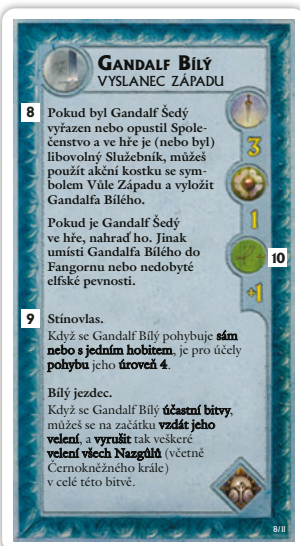 GANDALF BÍLÝ
VYSLANEC ZÁPADU
8
Pokud byl Gandalf Šedý
vyřazen nebo opustil Spole-
čenstvo a ve hře je (nebo byl)
libovolný Služebník, můžeš
použít akční kostku se sym-
bolem Vůle Západu a vyložit
Gandalfa Bílého.
3
1
Pokud je Gandalf Šedý
ve hře, nahraď ho. Jinak
umísti Gandalfa Bílého do
Fangornu nebo nedobyté
elfské pevnosti.
10
+1
9
Stínovlas.
Když se Gandalf Bílý pohybuje sám
nebo s jedním hobitem, je pro účely
pohybu jeho úroveň 4.
Bílý jezdec.
Když se Gandalf Bílý účastní bitvy,
můžeš se na začátku vzdát jeho
velení, a vyrušit tak veškeré
velení všech Nazgûlů (včetně
Černokněžného krále)
v celé této bitvě.
8/II